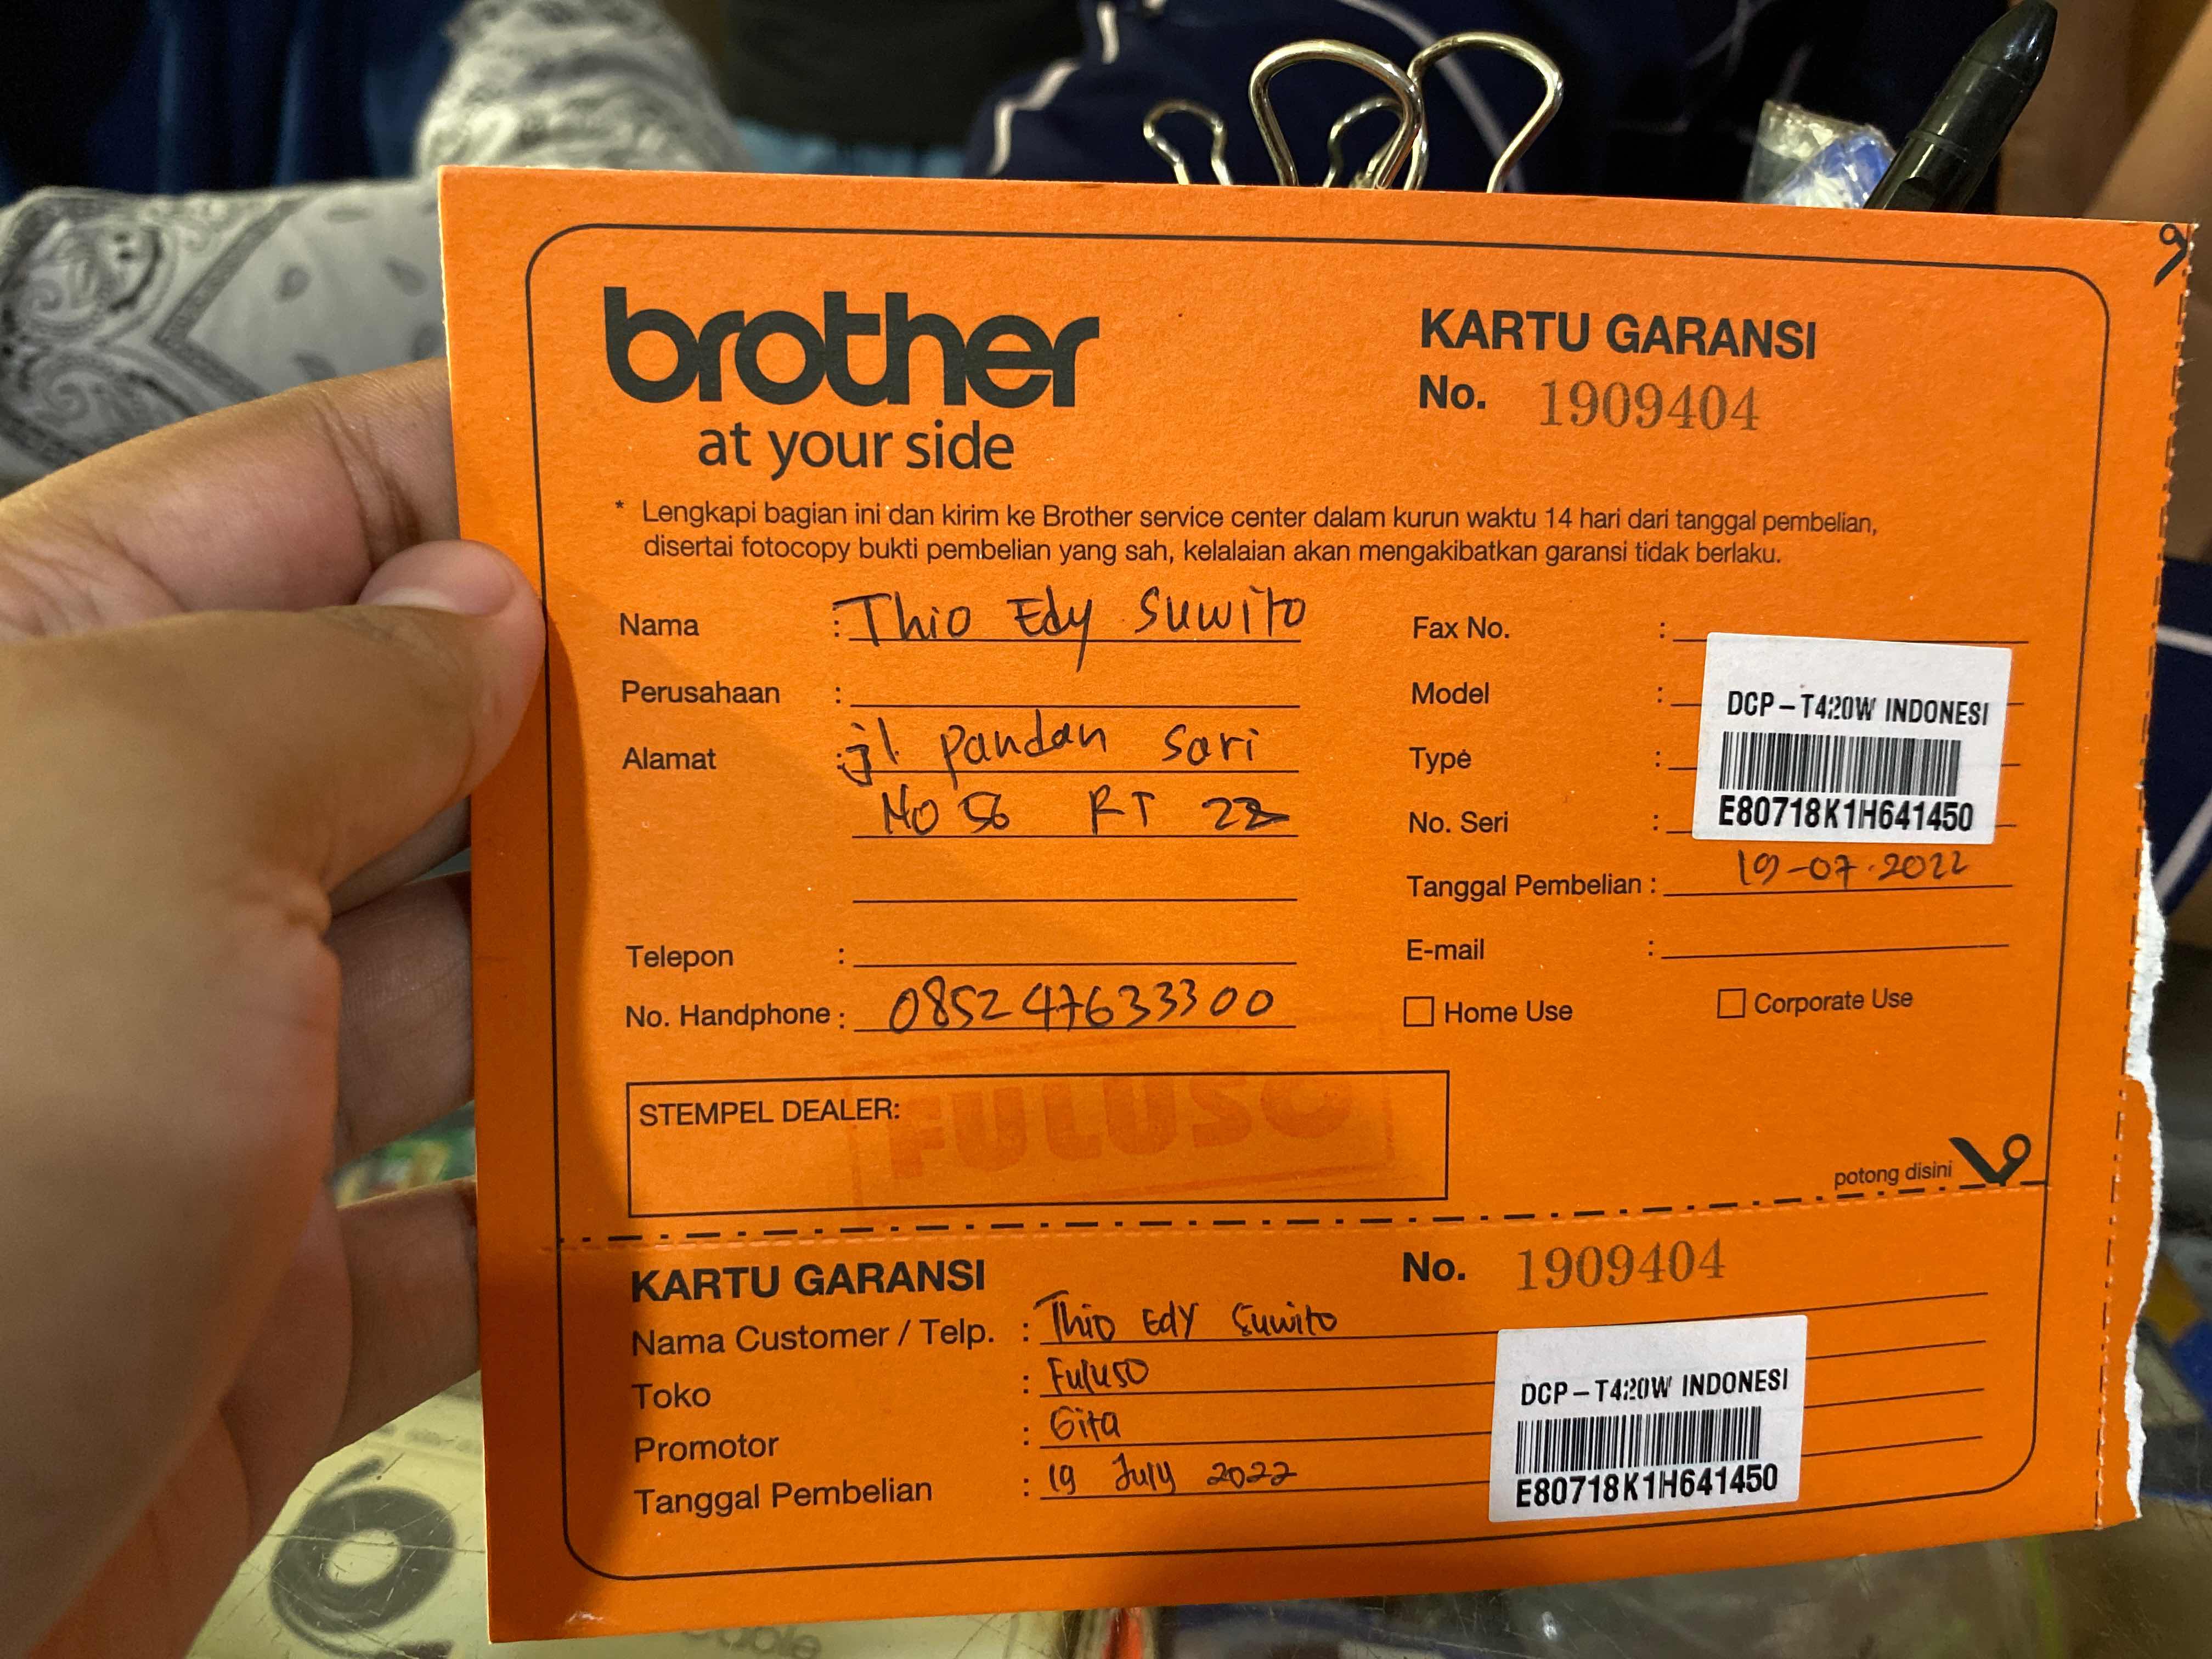 brother
at your side
KARTU GARANSI
No. 1909404
* Lengkapi bagian ini dan kirim ke Brother service center dalam kurun waktu 14 hari dari tanggal pembelian,
disertai fotocopy bukti pembelian yang sah, kelalaian akan mengakibatkan garansi tidak berlaku.
Nama : Thio Edy Suwito
Perusahaan :
Alamat : jl pandan sari
No 56 RT 22
Telepon :
No. Handphone : 085247633300
Fax No. :
Model :
Type :
No. Seri :
DCP-T420W INDONESI
E80718K1H641450
Tanggal Pembelian : 19-07-2022
E-mail :
Home Use
Corporate Use
STEMPEL DEALER:
FULUSO
potong disini
KARTU GARANSI
No. 1909404
Nama Customer / Telp. : Thio Edy Suwito
Toko : Fuluso
Promotor : Gita
Tanggal Pembelian : 19 July 2022
DCP-T420W INDONESI
E80718K1H641450